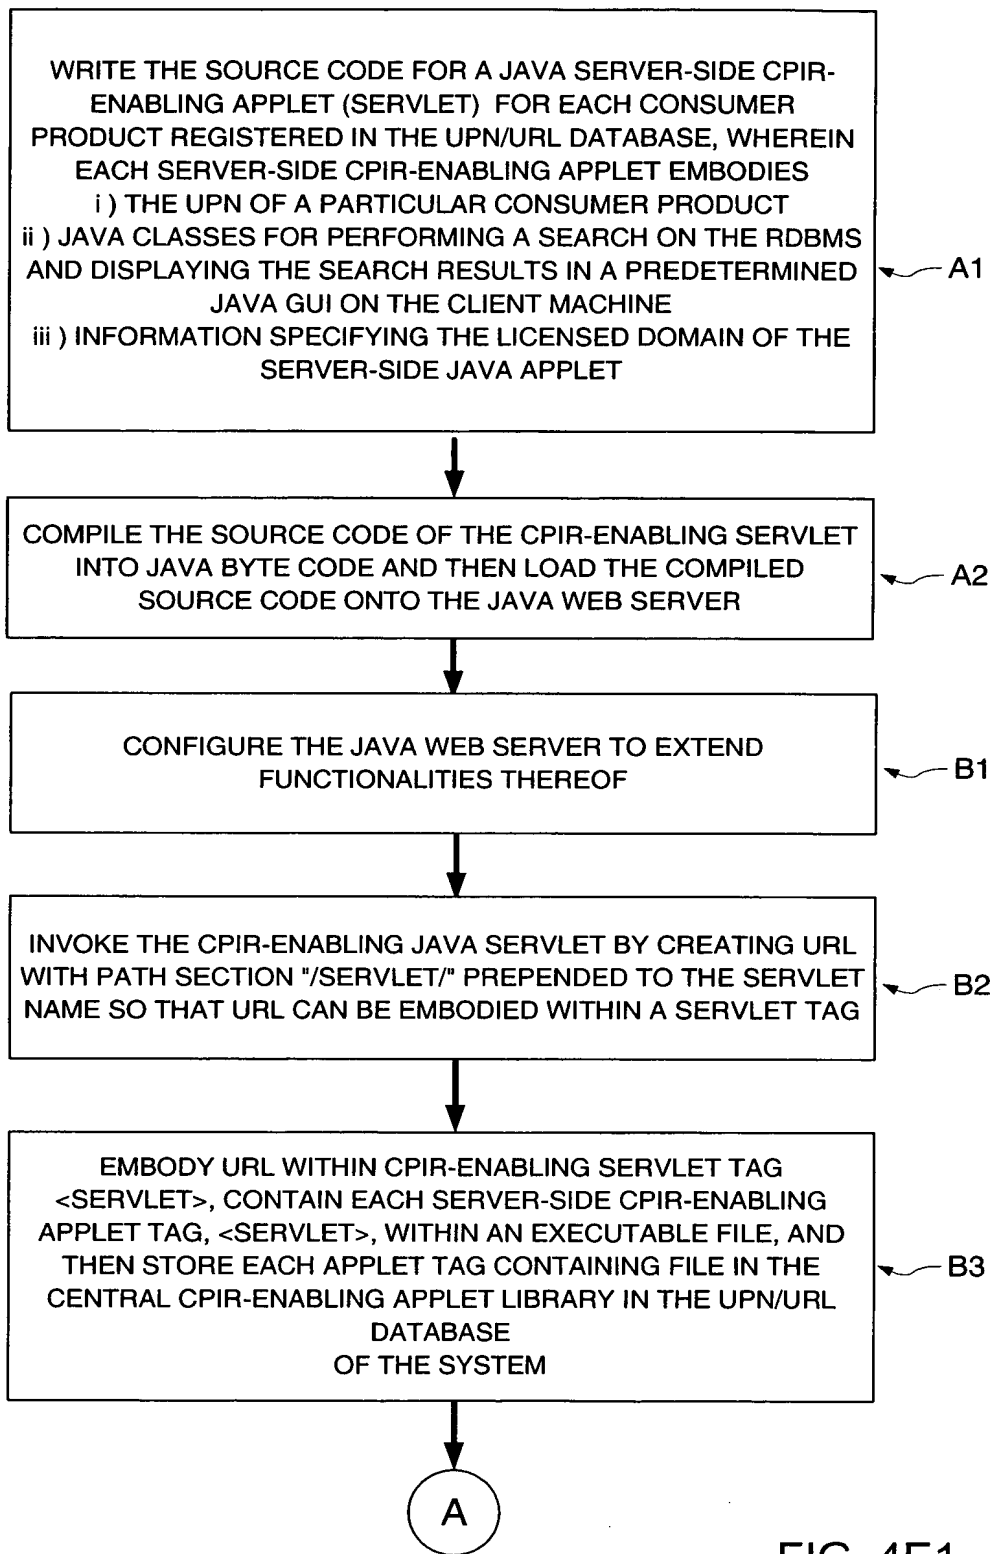 WRITE THE SOURCE CODE FOR A JAVA SERVER-SIDE CPIR-
ENABLING APPLET (SERVLET) FOR EACH CONSUMER
PRODUCT REGISTERED IN THE UPN/URL DATABASE, WHEREIN
EACH SERVER-SIDE CPIR-ENABLING APPLET EMBODIES
i ) THE UPN OF A PARTICULAR CONSUMER PRODUCT
ii ) JAVA CLASSES FOR PERFORMING A SEARCH ON THE RDBMS
AND DISPLAYING THE SEARCH RESULTS IN A PREDETERMINED
JAVA GUI ON THE CLIENT MACHINE
iii ) INFORMATION SPECIFYING THE LICENSED DOMAIN OF THE
SERVER-SIDE JAVA APPLET
A1
COMPILE THE SOURCE CODE OF THE CPIR-ENABLING SERVLET
INTO JAVA BYTE CODE AND THEN LOAD THE COMPILED
SOURCE CODE ONTO THE JAVA WEB SERVER
A2
CONFIGURE THE JAVA WEB SERVER TO EXTEND
FUNCTIONALITIES THEREOF
B1
INVOKE THE CPIR-ENABLING JAVA SERVLET BY CREATING URL
WITH PATH SECTION "/SERVLET/" PREPENDED TO THE SERVLET
NAME SO THAT URL CAN BE EMBODIED WITHIN A SERVLET TAG
B2
EMBODY URL WITHIN CPIR-ENABLING SERVLET TAG
<SERVLET>, CONTAIN EACH SERVER-SIDE CPIR-ENABLING
APPLET TAG, <SERVLET>, WITHIN AN EXECUTABLE FILE, AND
THEN STORE EACH APPLET TAG CONTAINING FILE IN THE
CENTRAL CPIR-ENABLING APPLET LIBRARY IN THE UPN/URL
DATABASE
OF THE SYSTEM
B3
A
FIG. 4E1